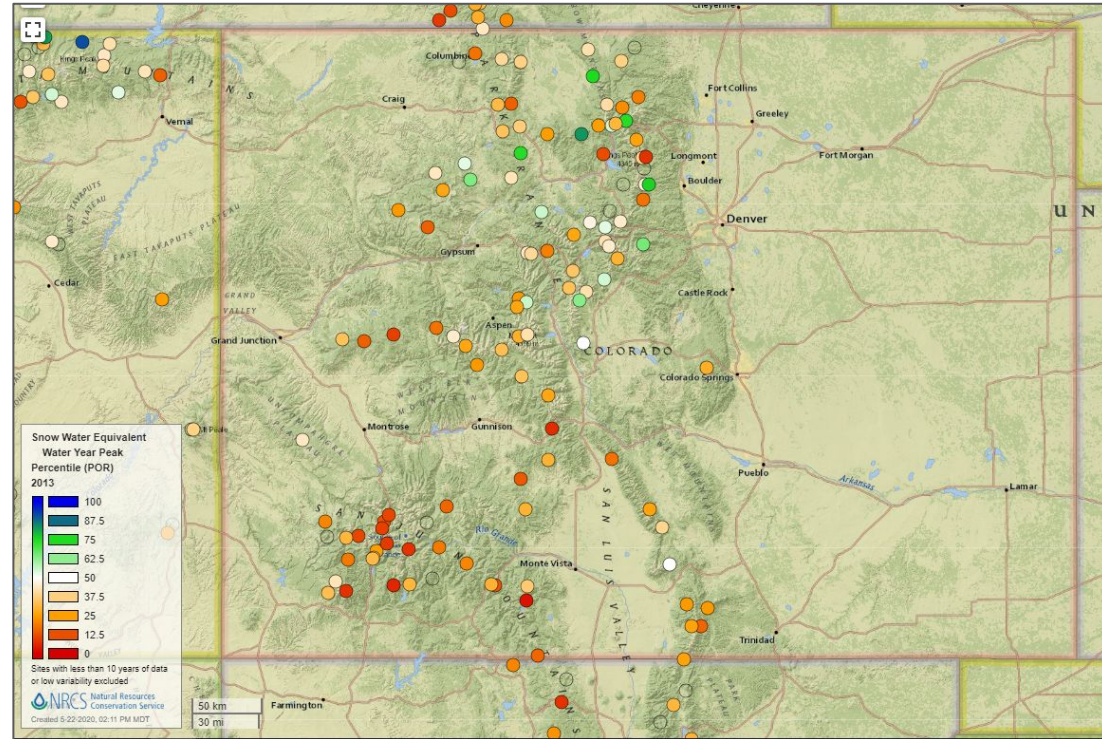 Cheyenne
Columbine
Kings Peak
M O U N T A I N S
Craig
Fort Collins
Greeley
Vernal
Longmont
Fort Morgan
Boulder
WEST TAVAPUTS
PLATEAU
EAST TAVAPUTS PLATEAU
Denver
U N
Gypsum
Cedar
GRAND
VALLEY
Castle Rock
Aspen
Grand Junction
COLORADO
Colorado Springs
Montrose
Gunnison
Pueblo
Arkansas
Lamar
S A N J U A N
Rio Grande
SAN LUIS VALLEY
Monte Vista
M O U N T A I N S
Trinidad
PARK
PLATEAU
Farmington
Snow Water Equivalent
Water Year Peak
Percentile (POR)
2013
100
87.5
75
62.5
50
37.5
25
12.5
0
Sites with less than 10 years of data
or low variability excluded
NRCS Natural Resources
Conservation Service
Created 5-22-2020, 02:11 PM MDT
50 km
30 mi